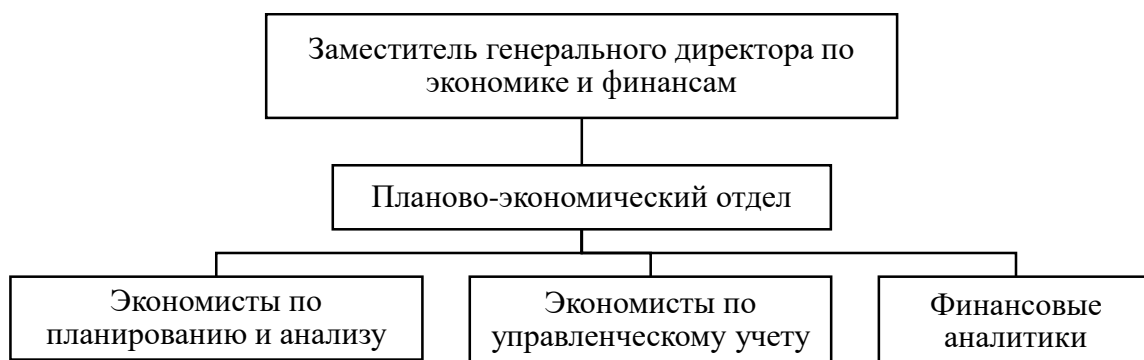 Заместитель генерального директора по
экономике и финансам
Планово-экономический отдел
Экономисты по
планированию и анализу
Экономисты по
управленческому учету
Финансовые
аналитики